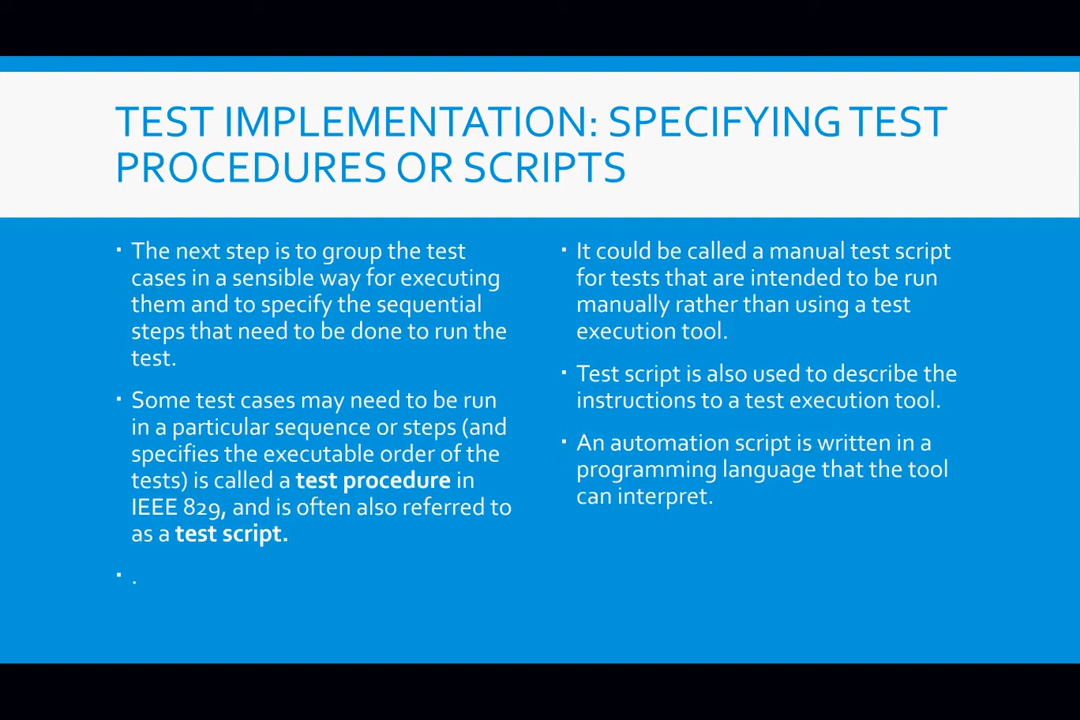 TEST IMPLEMENTATION: SPECIFYING TEST
PROCEDURES OR SCRIPTS
▪ The next step is to group the test
cases in a sensible way for executing
them and to specify the sequential
steps that need to be done to run the
test.
▪ Some test cases may need to be run
in a particular sequence or steps (and
specifies the executable order of the
tests) is called a test procedure in
IEEE 829, and is often also referred to
as a test script.
▪ .
▪ It could be called a manual test script
for tests that are intended to be run
manually rather than using a test
execution tool.
▪ Test script is also used to describe the
instructions to a test execution tool.
▪ An automation script is written in a
programming language that the tool
can interpret.